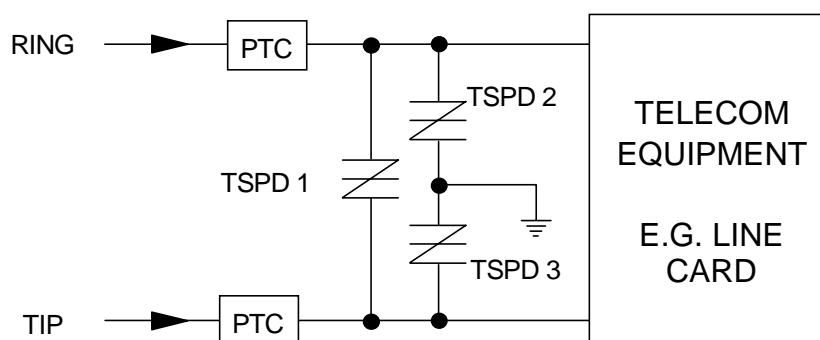 RING
PTC
TSPD 2
TSPD 1
TSPD 3
TIP
PTC
TELECOM
EQUIPMENT
E.G. LINE
CARD